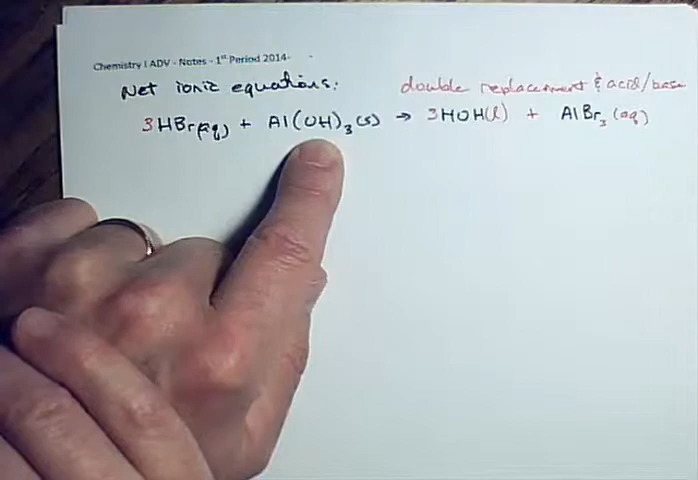 Chemistry I ADV - Notes - 1st Period 2014-
Net ionic equations: double replacement & acid/base
3HBr(aq) + Al(OH)3(s) → 3HOH(l) + AlBr3(aq)